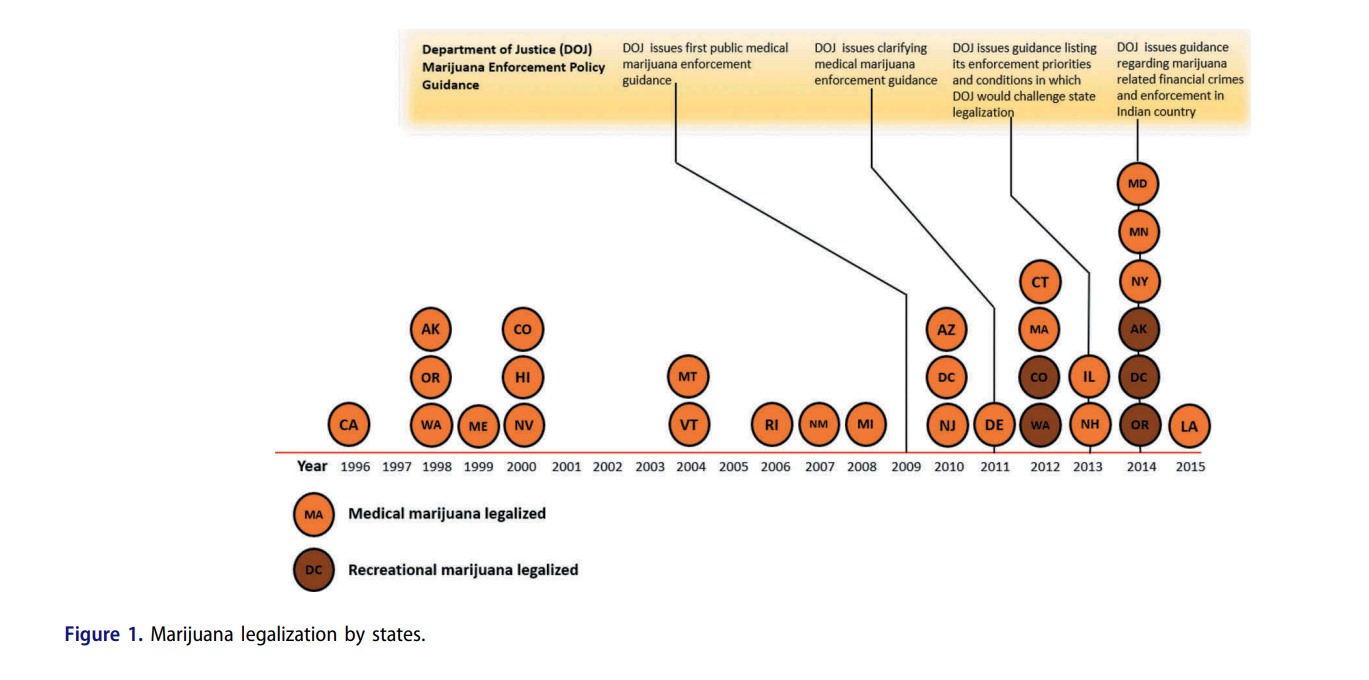 Department of Justice (DOJ)
Marijuana Enforcement Policy
Guidance
DOJ issues first public medical
marijuana enforcement
guidance
DOJ issues clarifying
medical marijuana
enforcement guidance
DOJ issues guidance listing
its enforcement priorities
and conditions in which
DOJ would challenge state
legalization
DOJ issues guidance
regarding marijuana
related financial crimes
and enforcement in
Indian country
MD
MN
CT NY
AK CO AZ MA AK
OR HI MT DC CO IL DC
CA WA ME NV VT RI NM MI NJ DE WA NH OR LA
Year 1996 1997 1998 1999 2000 2001 2002 2003 2004 2005 2006 2007 2008 2009 2010 2011 2012 2013 2014 2015
MA Medical marijuana legalized
DC Recreational marijuana legalized
Figure 1. Marijuana legalization by states.